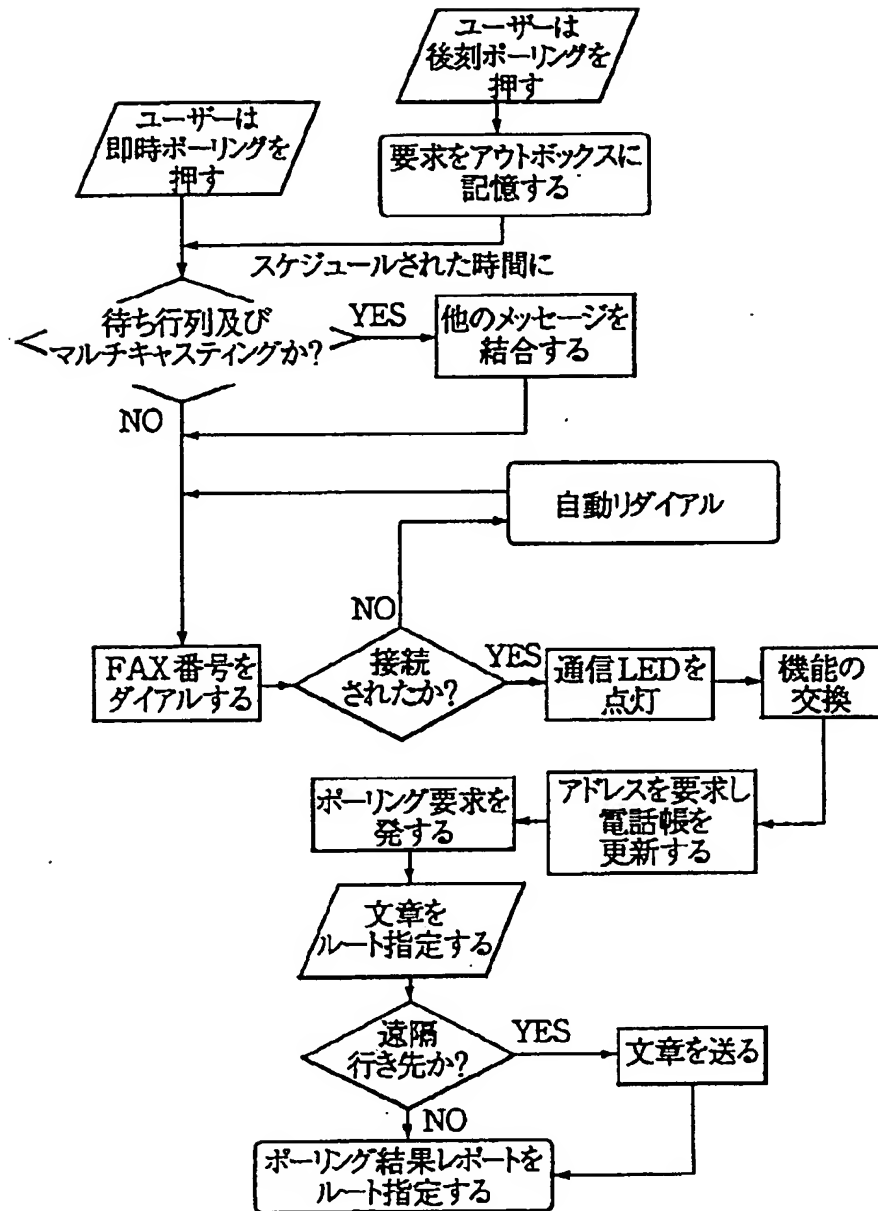 ユーザーは
後刻ポーリングを
押す
ユーザーは
即時ポーリングを
押す
要求をアウトボックスに
記憶する
スケジュールされた時間に
待ち行列及び
マルチキャスティングか?
YES
他のメッセージを
結合する
NO
自動リダイアル
NO
FAX番号を
ダイアルする
接続
されたか?
YES
通信LEDを
点灯
機能の
交換
アドレスを要求し
電話帳を
更新する
ポーリング要求を
発する
文章を
ルート指定する
遠隔
行き先か?
YES
文章を送る
NO
ポーリング結果レポートを
ルート指定する